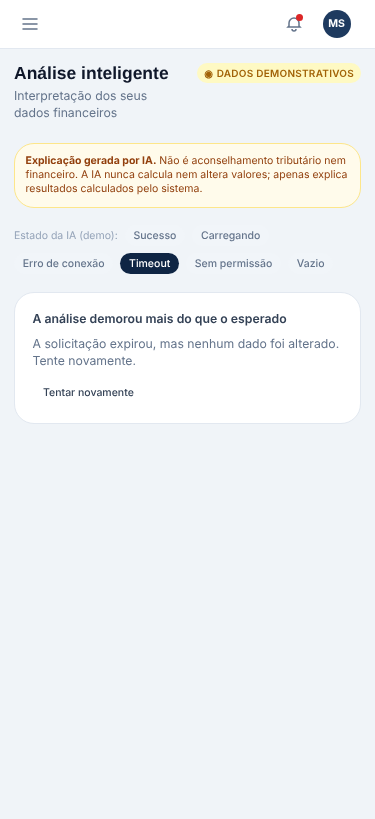 MS
Análise inteligente
◉ DADOS DEMONSTRATIVOS
Interpretação dos seus
dados financeiros
Explicação gerada por IA. Não é aconselhamento tributário nem
financeiro. A IA nunca calcula nem altera valores; apenas explica
resultados calculados pelo sistema.
Estado da IA (demo): Sucesso Carregando
Erro de conexão Timeout Sem permissão Vazio
A análise demorou mais do que o esperado
A solicitação expirou, mas nenhum dado foi alterado.
Tente novamente.
Tentar novamente